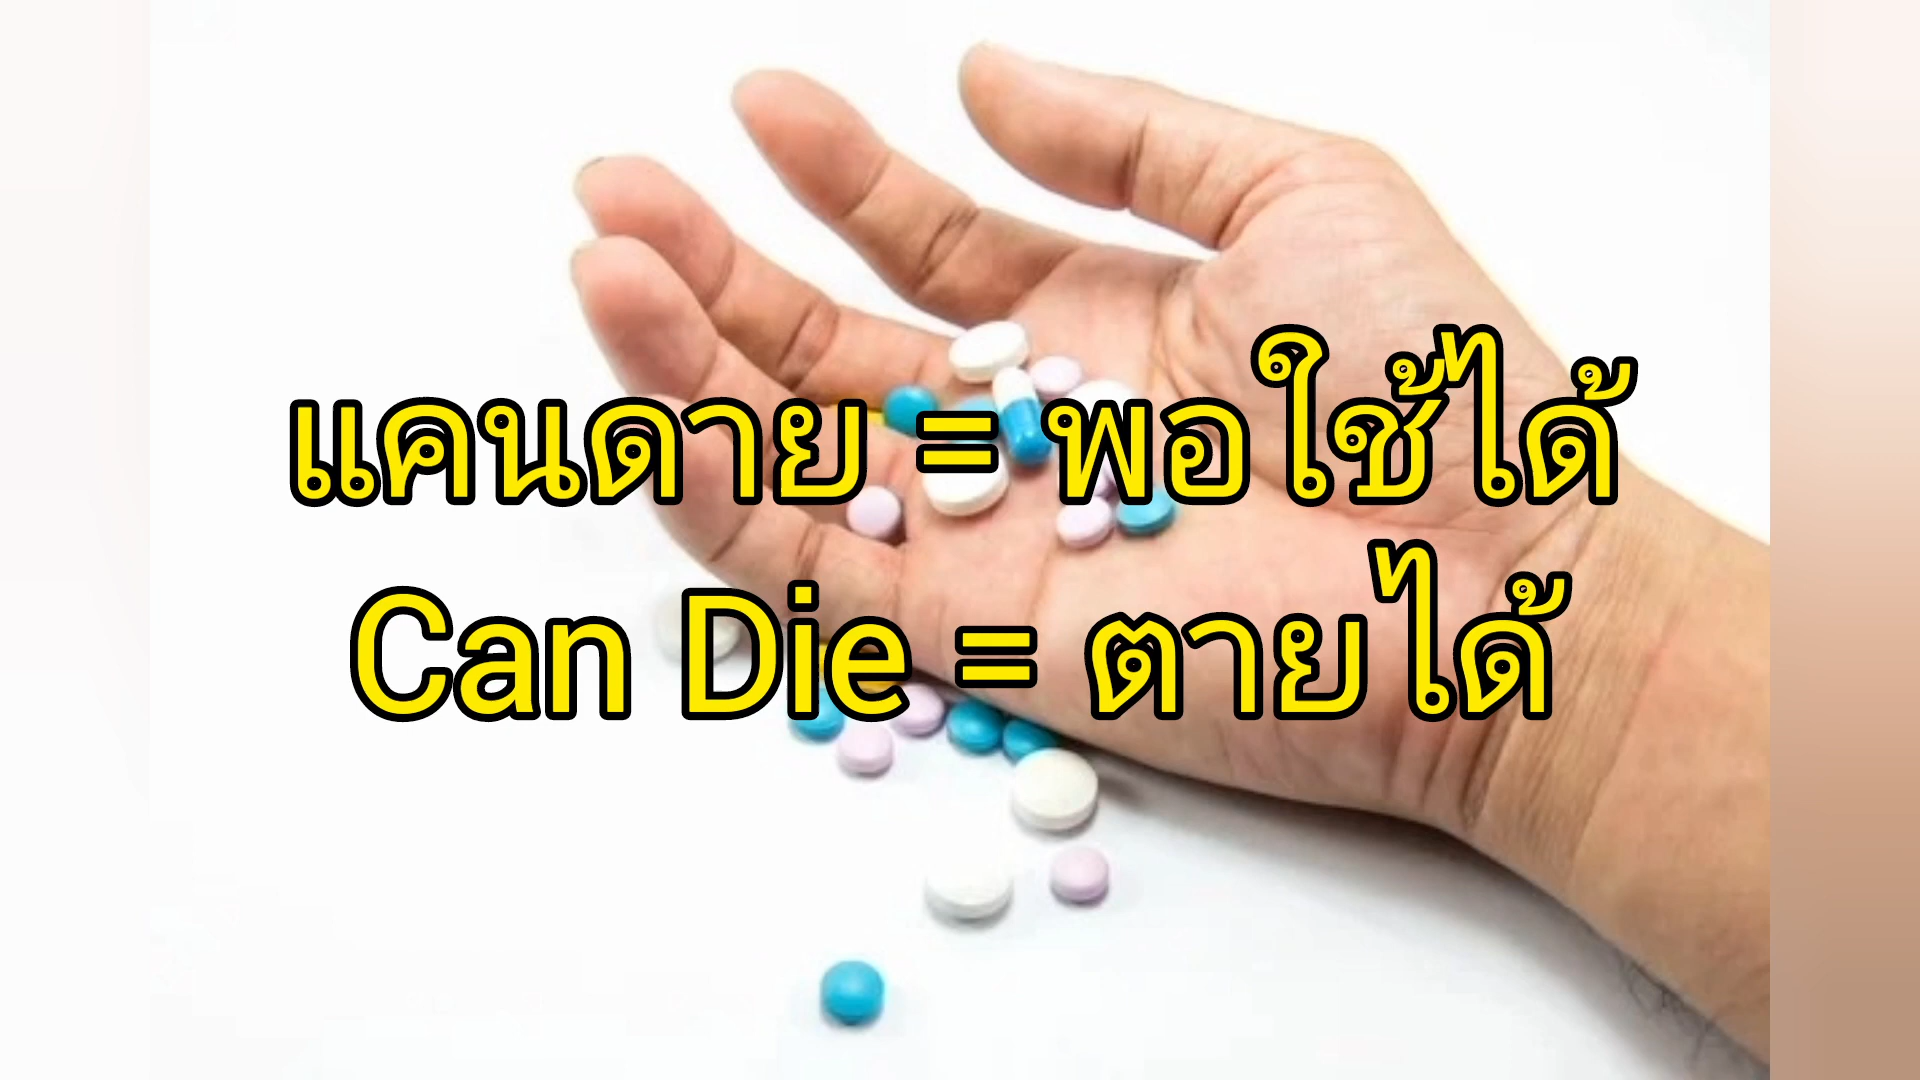 แคนดาย = พอใช้ได้
Can Die = ตายได้